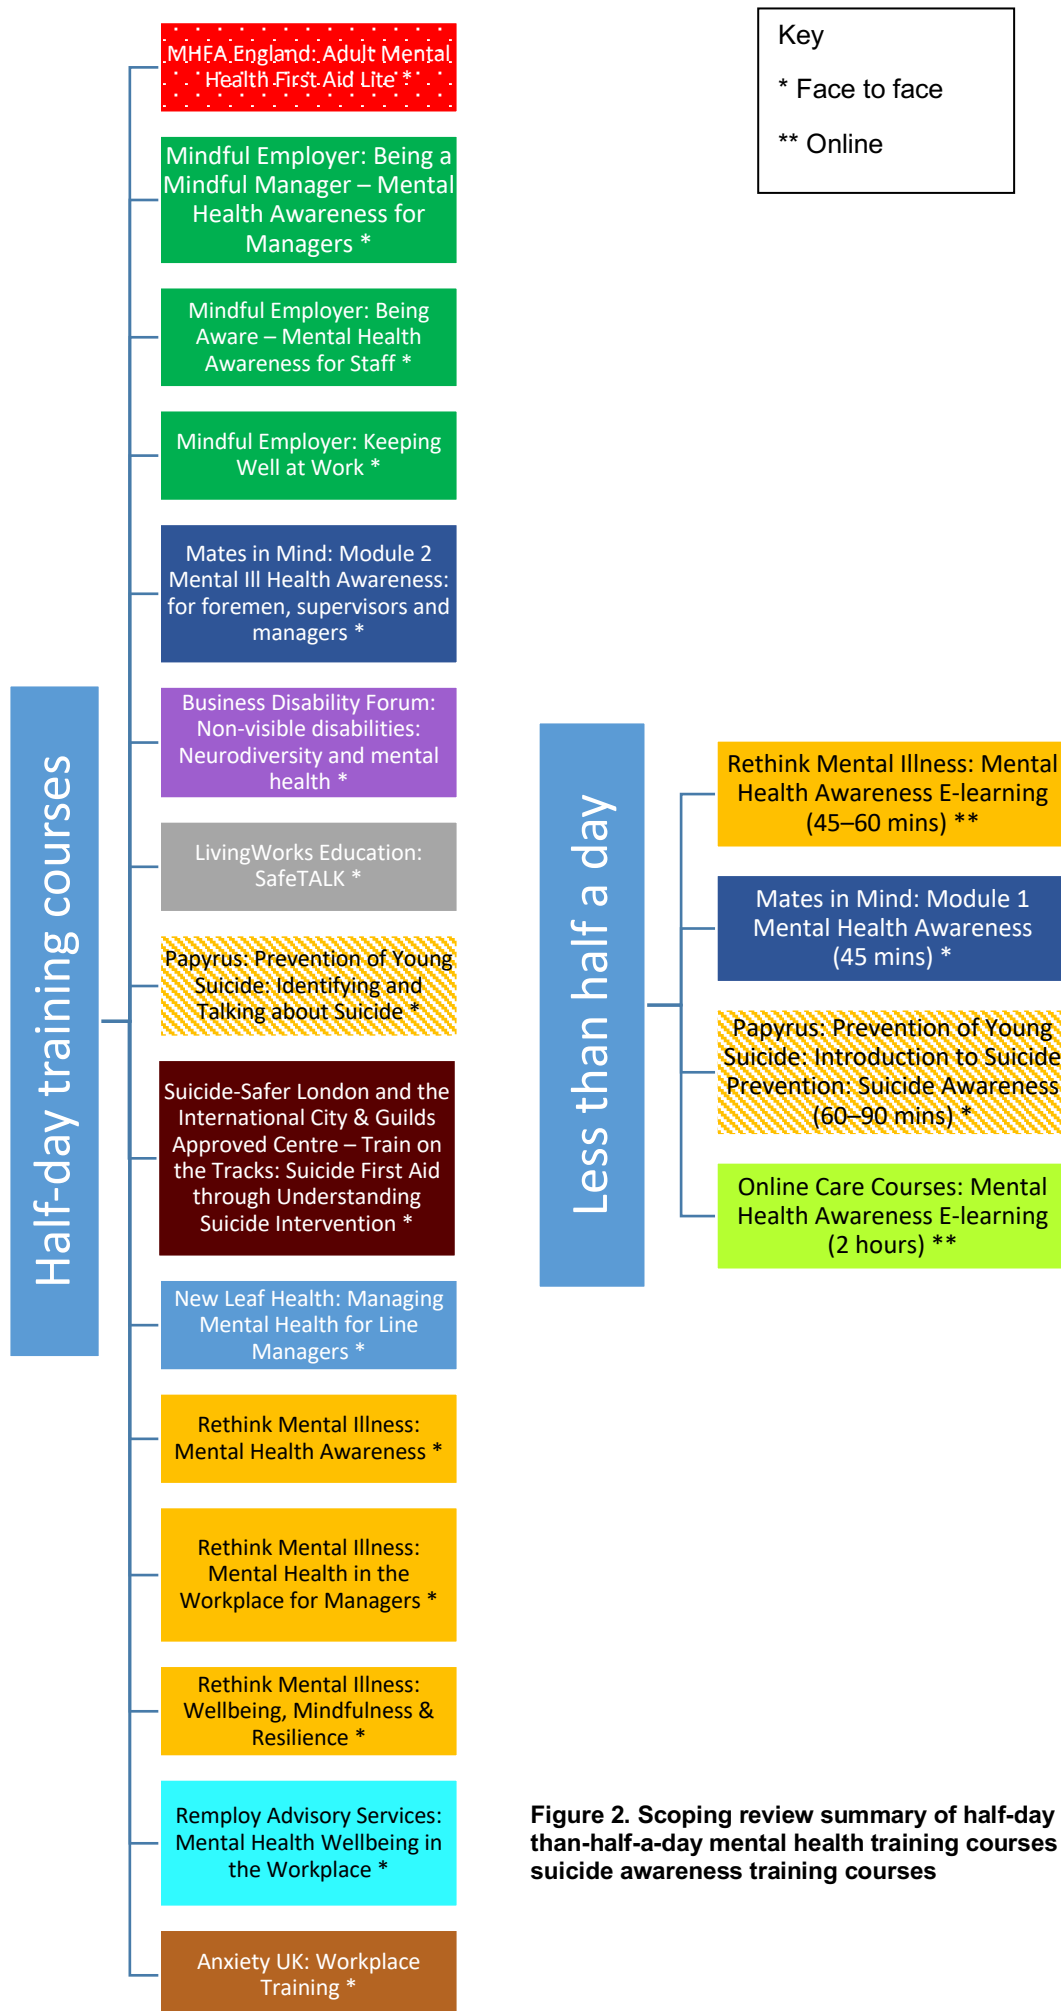 Key
* Face to face
** Online
Half-day training courses
MHFA England: Adult Mental
Health First Aid Lite *
Mindful Employer: Being a
Mindful Manager – Mental
Health Awareness for
Managers *
Mindful Employer: Being
Aware – Mental Health
Awareness for Staff *
Mindful Employer: Keeping
Well at Work *
Mates in Mind: Module 2
Mental Ill Health Awareness:
for foremen, supervisors and
managers *
Business Disability Forum:
Non-visible disabilities:
Neurodiversity and mental
health *
LivingWorks Education:
SafeTALK *
Papyrus: Prevention of Young
Suicide: Identifying and
Talking about Suicide *
Suicide-Safer London and the
International City & Guilds
Approved Centre – Train on
the Tracks: Suicide First Aid
through Understanding
Suicide Intervention *
New Leaf Health: Managing
Mental Health for Line
Managers *
Rethink Mental Illness:
Mental Health Awareness *
Rethink Mental Illness:
Mental Health in the
Workplace for Managers *
Rethink Mental Illness:
Wellbeing, Mindfulness &
Resilience *
Remploy Advisory Services:
Mental Health Wellbeing in
the Workplace *
Anxiety UK: Workplace
Training *
Less than half a day
Rethink Mental Illness: Mental
Health Awareness E-learning
(45–60 mins) **
Mates in Mind: Module 1
Mental Health Awareness
(45 mins) *
Papyrus: Prevention of Young
Suicide: Introduction to Suicide
Prevention: Suicide Awareness
(60–90 mins) *
Online Care Courses: Mental
Health Awareness E-learning
(2 hours) **
Figure 2. Scoping review summary of half-day
than-half-a-day mental health training courses
suicide awareness training courses